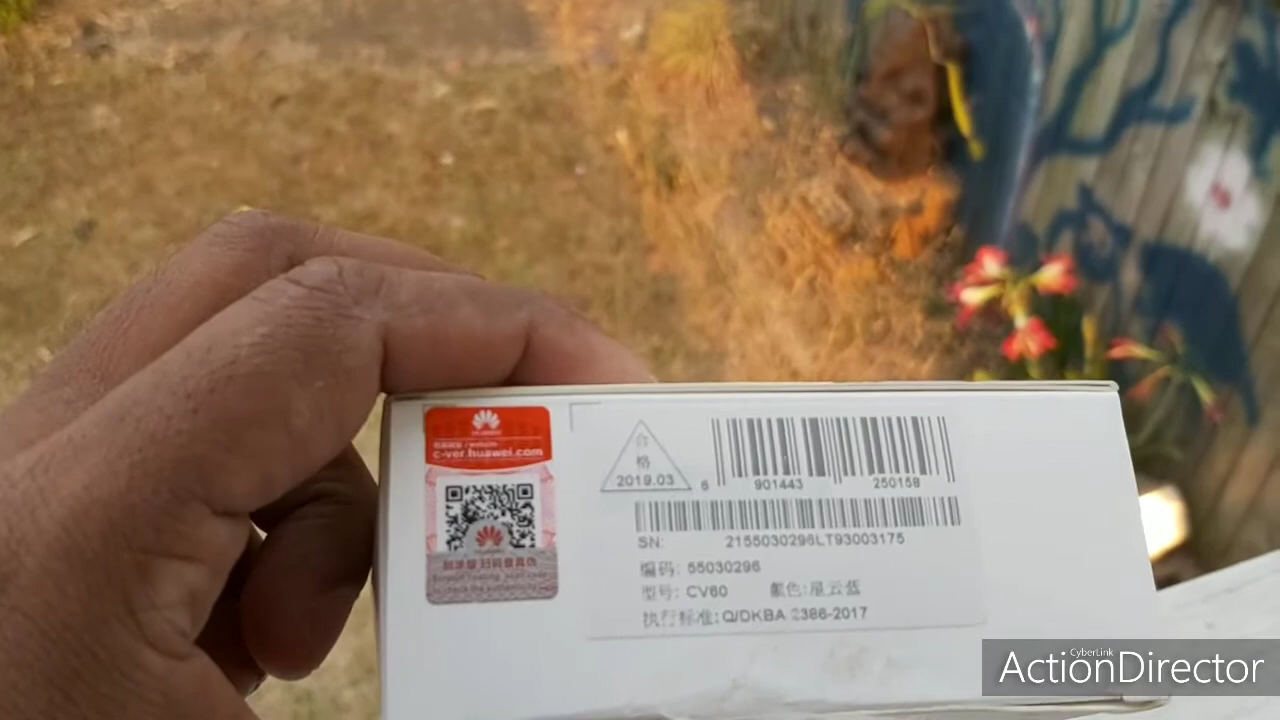 HUAWEI
c-ver.huawei.com
合
格
2019.03
6 901443 250158
SN: 2155030296LT93003175
编码: 55030296
型号: CV60 颜色:星云蓝
执行标准: Q/DKBA 2386-2017
CyberLink
ActionDirector